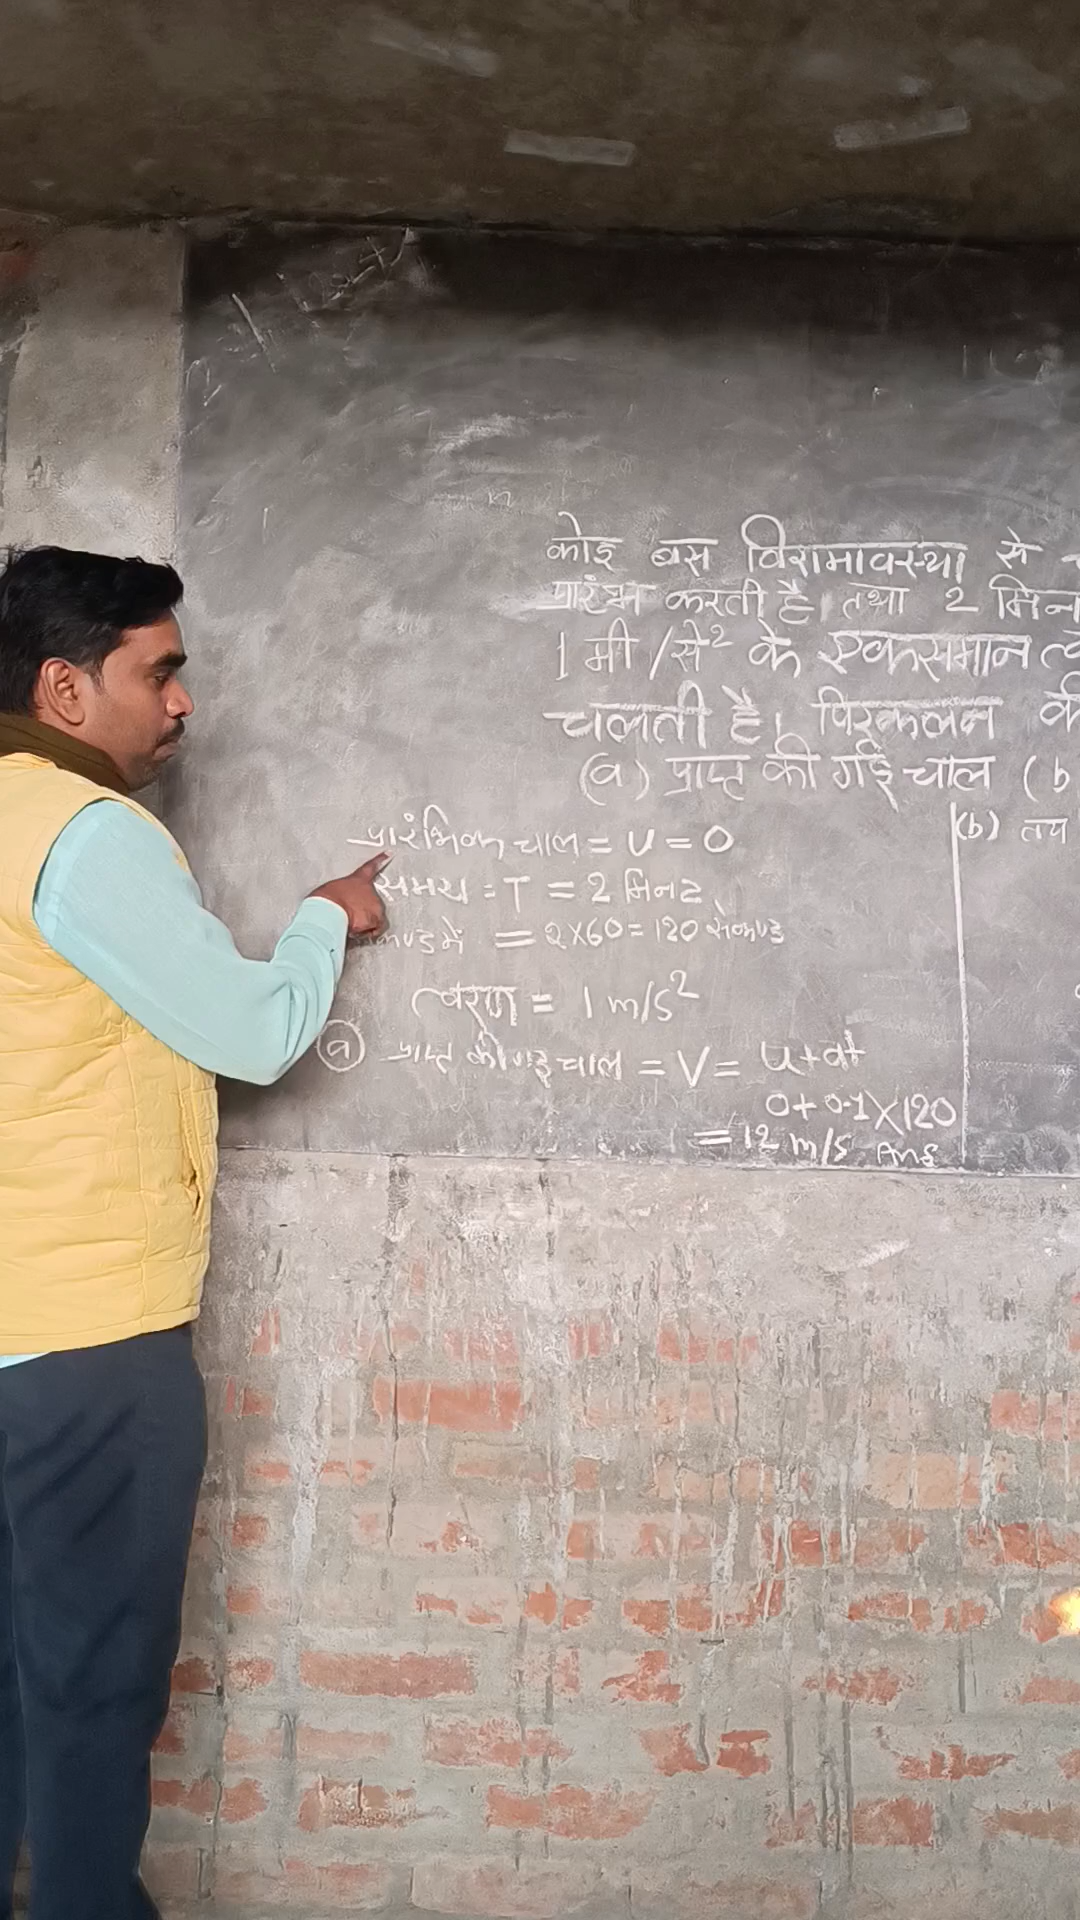 कोइ बस विरामावस्था से
प्रारंभ करती है। तथा 2 मिन
1 मी/से² के एकसमान त्व
चलती है। परिकलन की
(a) प्राप्त की गई चाल (b
प्रारंभिक चाल = u = 0
समय = T = 2 मिनट
कण्ड में = 2×60 = 120 सेकण्ड
त्वरण = 1 m/s²
(a) प्राप्त की गई चाल = V = u+at
0+0.1×120
= 12 m/s Ans
(b) तय